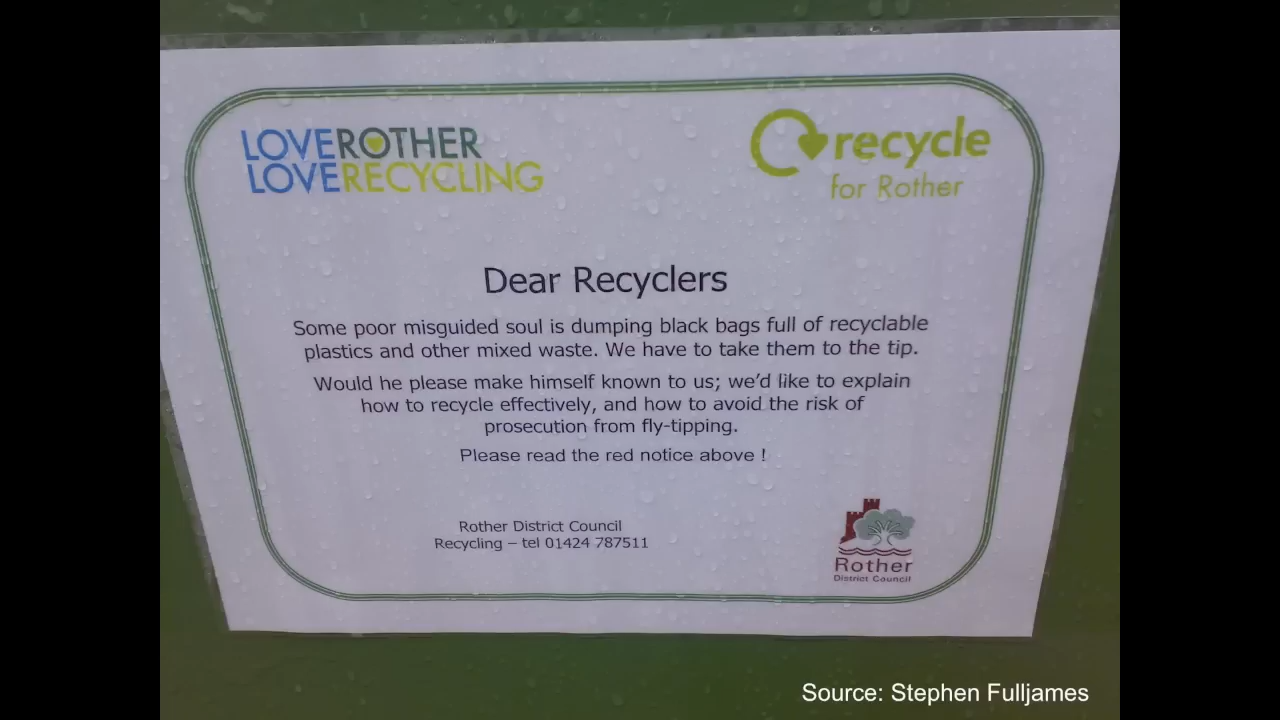 LOVEROTHER
LOVERECYCLING
recycle
for Rother
Dear Recyclers
Some poor misguided soul is dumping black bags full of recyclable
plastics and other mixed waste. We have to take them to the tip.
Would he please make himself known to us; we'd like to explain
how to recycle effectively, and how to avoid the risk of
prosecution from fly-tipping.
Please read the red notice above !
Rother District Council
Recycling – tel 01424 787511
Rother
District Council
Source: Stephen Fulljames